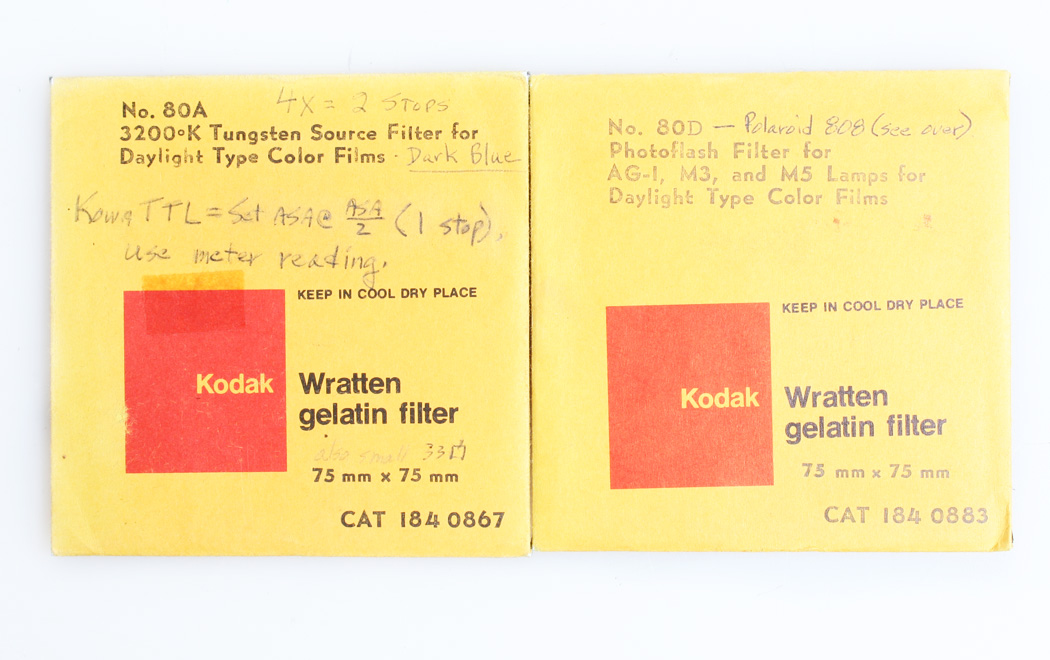 No. 80A 4X = 2 STOPS
3200°K Tungsten Source Filter for
Daylight Type Color Films - Dark Blue
Kowa TTL = Set ASA @ ASA/2 (1 stop),
use meter reading.
KEEP IN COOL DRY PLACE
Kodak Wratten
gelatin filter
also small 33
75 mm x 75 mm
CAT 184 0867
No. 80D — Polaroid 808 (see over)
Photoflash Filter for
AG-1, M3, and M5 Lamps for
Daylight Type Color Films
KEEP IN COOL DRY PLACE
Kodak Wratten
gelatin filter
75 mm x 75 mm
CAT 184 0883